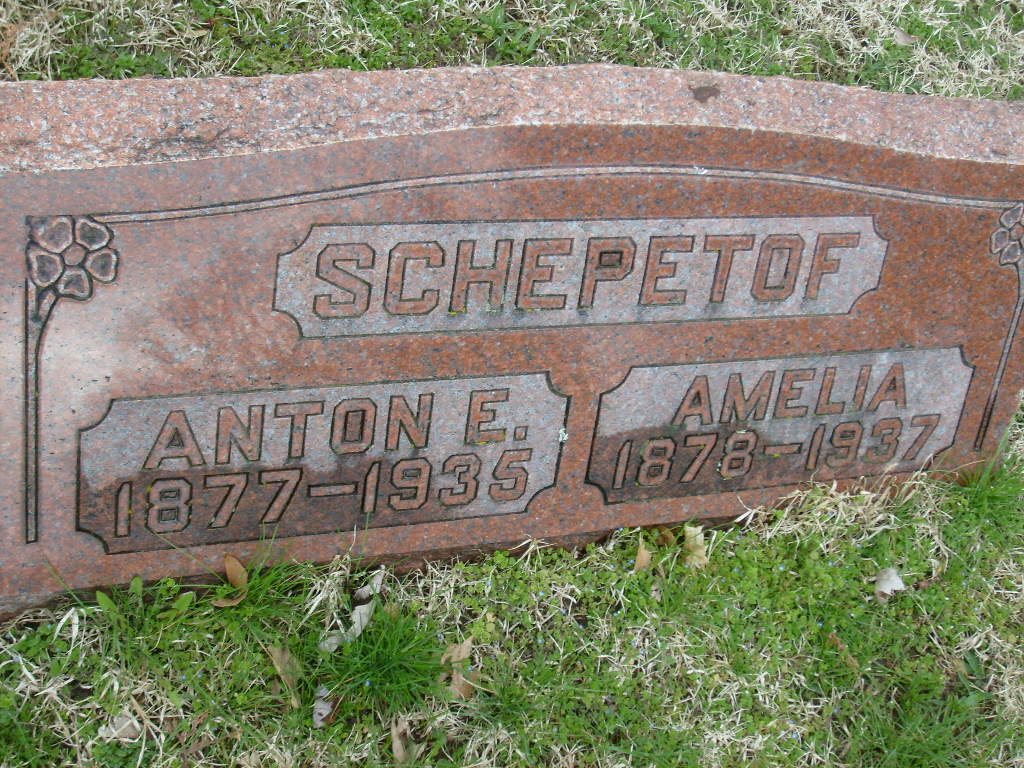 SCHEPETOF
ANTON E.
1877-1935
AMELIA
1878-1937